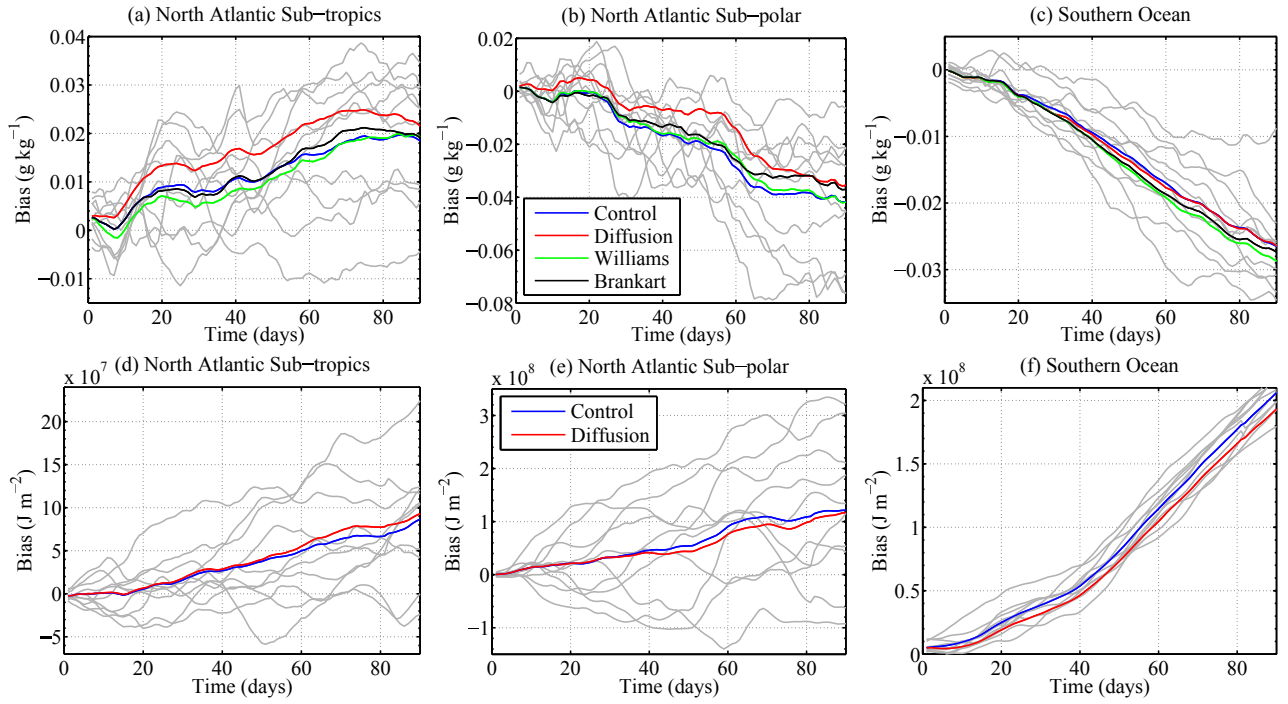 (a) North Atlantic Sub−tropics
(b) North Atlantic Sub−polar
(c) Southern Ocean
Bias (g kg−1)
0.04
0.03
0.02
0.01
0
−0.01
0 20 40 60 80
Time (days)
Bias (g kg−1)
0.02
0
−0.02
−0.04
−0.06
−0.08
Control
Diffusion
Williams
Brankart
0 20 40 60 80
Time (days)
Bias (g kg−1)
0
−0.01
−0.02
−0.03
0 20 40 60 80
Time (days)
(d) North Atlantic Sub−tropics
(e) North Atlantic Sub−polar
(f) Southern Ocean
x 10^7
Bias (J m−2)
20
15
10
5
0
−5
0 20 40 60 80
Time (days)
x 10^8
Bias (J m−2)
3
2
1
0
−1
Control
Diffusion
0 20 40 60 80
Time (days)
x 10^8
Bias (J m−2)
2
1.5
1
0.5
0
0 20 40 60 80
Time (days)